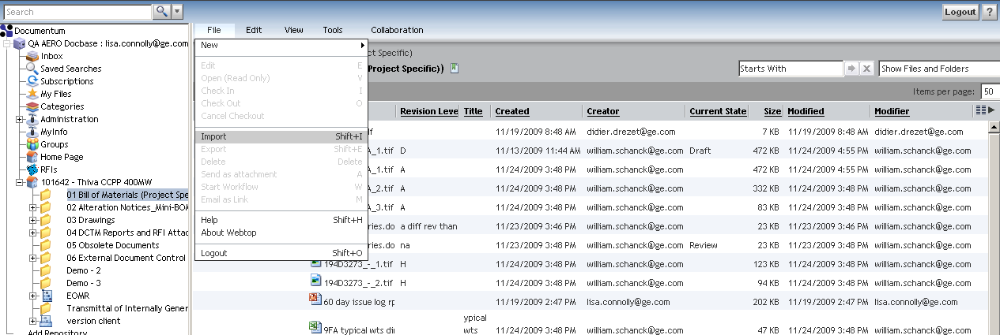 Search
Logout
?
Documentum
QA AERO Docbase : lisa.connolly@ge.com
Inbox
Saved Searches
Subscriptions
My Files
Categories
Administration
MyInfo
Groups
Home Page
RFIs
101642 - Thiva CCPP 400MW
01 Bill of Materials (Project Spe
02 Alteration Notices_Mini-BOM
03 Drawings
04 DCTM Reports and RFI Attac
05 Obsolete Documents
06 External Document Control
Demo - 2
Demo - 3
EOMR
Transmittal of Internally Gener
version client
Add Repository
File Edit View Tools Collaboration
New
Edit E
Open (Read Only) V
Check In I
Check Out O
Cancel Checkout
Import Shift+I
Export Shift+E
Delete Delete
Send as attachment A
Start Workflow W
Email as Link M
Help Shift+H
About Webtop
Logout Shift+O
ct Specific)
Project Specific))
Starts With
Show Files and Folders
Items per page: 50
Revision Leve Title Created Creator Current State Size Modified Modifier
df 11/19/2009 8:48 AM didier.drezet@ge.com 7 KB 11/19/2009 8:48 AM didier.drezet@ge.com
A_1.tif D 11/13/2009 11:44 AM william.schanck@ge.com Draft 472 KB 11/24/2009 4:55 PM william.schanck@ge.com
A_1.tif A 11/24/2009 3:48 PM william.schanck@ge.com 472 KB 11/24/2009 4:55 PM william.schanck@ge.com
A_2.tif A 11/24/2009 3:48 PM william.schanck@ge.com 332 KB 11/24/2009 3:48 PM william.schanck@ge.com
A_3.tif A 11/24/2009 3:48 PM william.schanck@ge.com 83 KB 11/24/2009 3:48 PM william.schanck@ge.com
ries.do a diff rev than 11/23/2009 3:46 PM william.schanck@ge.com 23 KB 11/23/2009 3:46 PM william.schanck@ge.com
ries.do na 11/23/2009 3:48 PM william.schanck@ge.com Review 23 KB 11/23/2009 3:48 PM william.schanck@ge.com
194D3273_-_1.tif H 11/24/2009 3:48 PM william.schanck@ge.com 123 KB 11/24/2009 3:48 PM william.schanck@ge.com
194D3273_-_2.tif H 11/24/2009 3:48 PM william.schanck@ge.com 94 KB 11/24/2009 3:48 PM william.schanck@ge.com
60 day issue log rp 11/19/2009 2:47 PM lisa.connolly@ge.com 202 KB 11/19/2009 2:47 PM lisa.connolly@ge.com
ypical
9FA typical wts di wts 11/24/2009 3:48 PM william.schanck@ge.com 47 KB 11/24/2009 3:48 PM william.schanck@ge.com